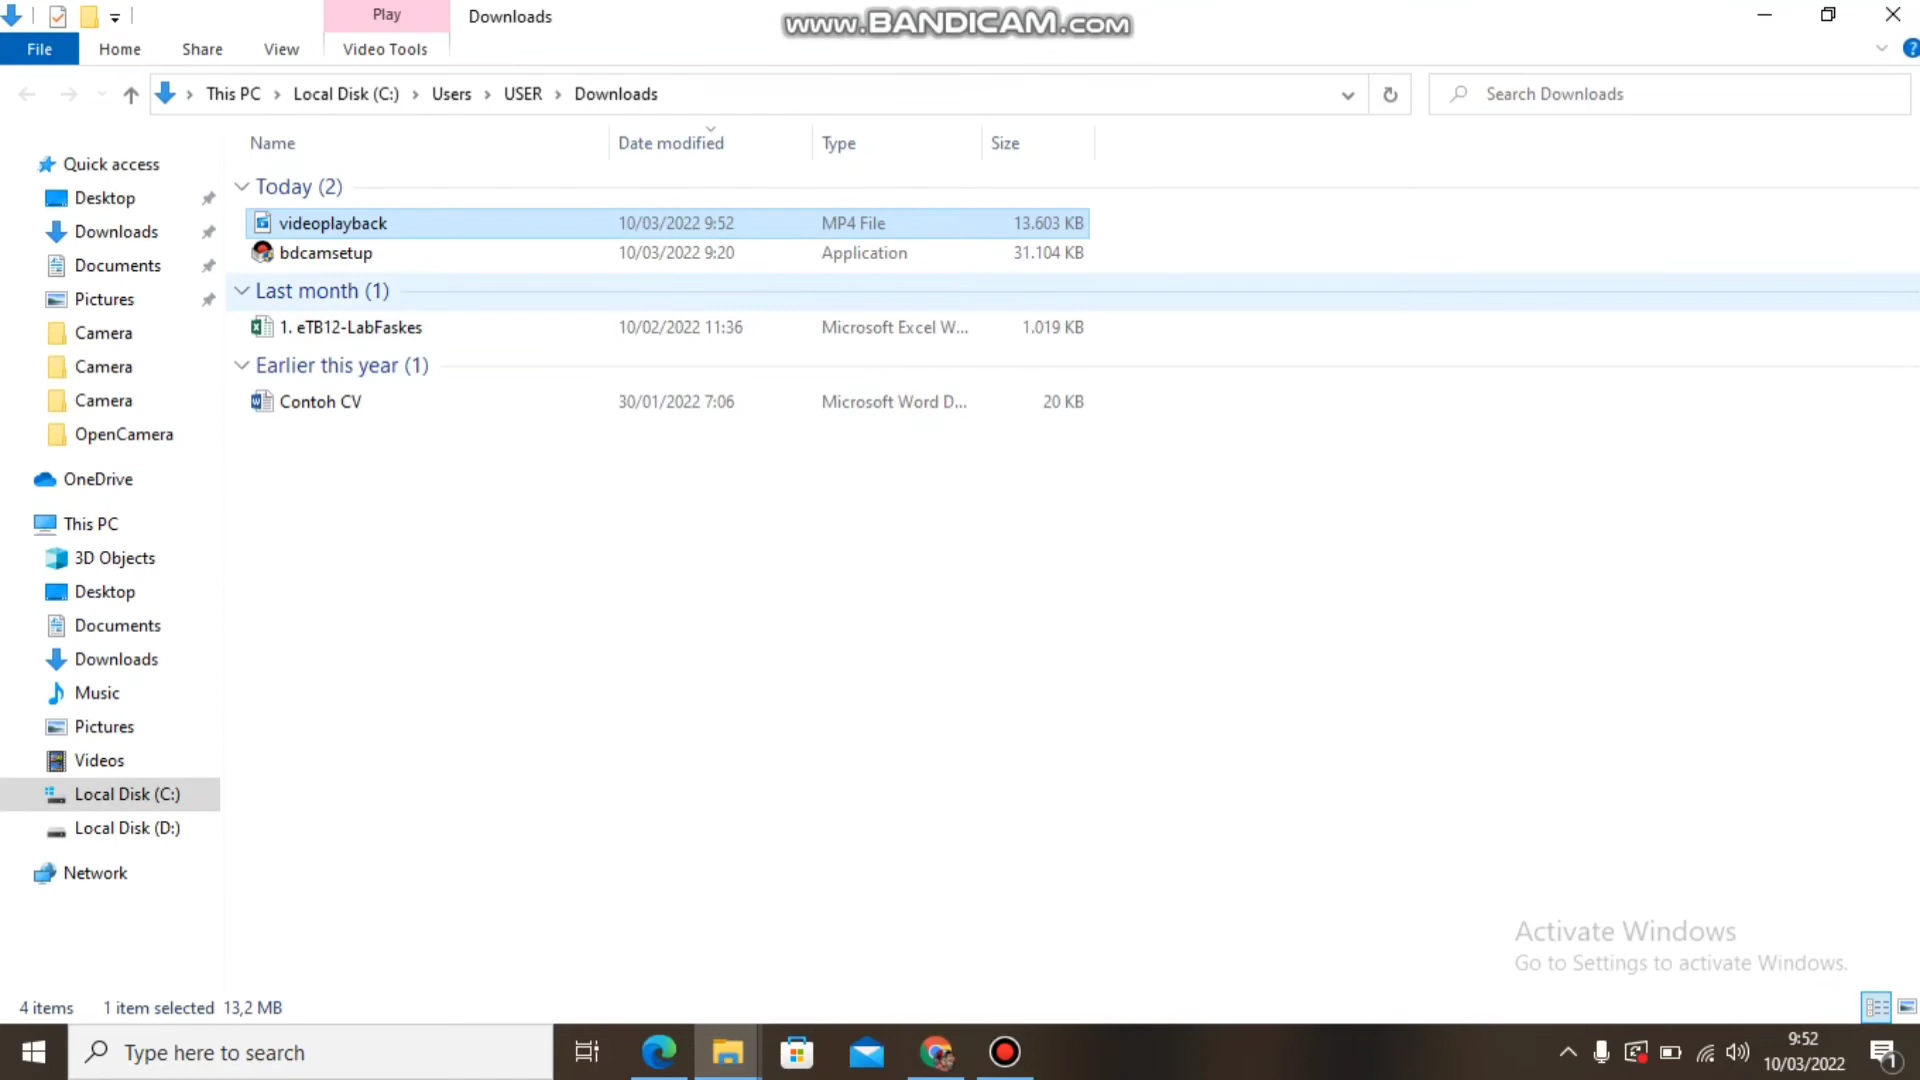 Play
Downloads
www.BANDICAM.com
File
Home
Share
View
Video Tools
This PC
Local Disk (C:)
Users
USER
Downloads
Search Downloads
Name
Date modified
Type
Size
Quick access
Desktop
Downloads
Documents
Pictures
Camera
Camera
Camera
OpenCamera
OneDrive
This PC
3D Objects
Desktop
Documents
Downloads
Music
Pictures
Videos
Local Disk (C:)
Local Disk (D:)
Network
Today (2)
videoplayback 10/03/2022 9:52 MP4 File 13.603 KB
bdcamsetup 10/03/2022 9:20 Application 31.104 KB
Last month (1)
1. eTB12-LabFaskes 10/02/2022 11:36 Microsoft Excel W... 1.019 KB
Earlier this year (1)
Contoh CV 30/01/2022 7:06 Microsoft Word D... 20 KB
Activate Windows
Go to Settings to activate Windows.
4 items 1 item selected 13,2 MB
Type here to search
9:52
10/03/2022
1